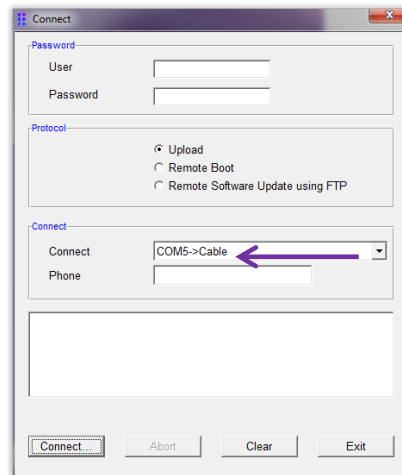 Connect
Password
User
Password
Protocol
Upload
Remote Boot
Remote Software Update using FTP
Connect
Connect COM5->Cable
Phone
Connect... Abort Clear Exit